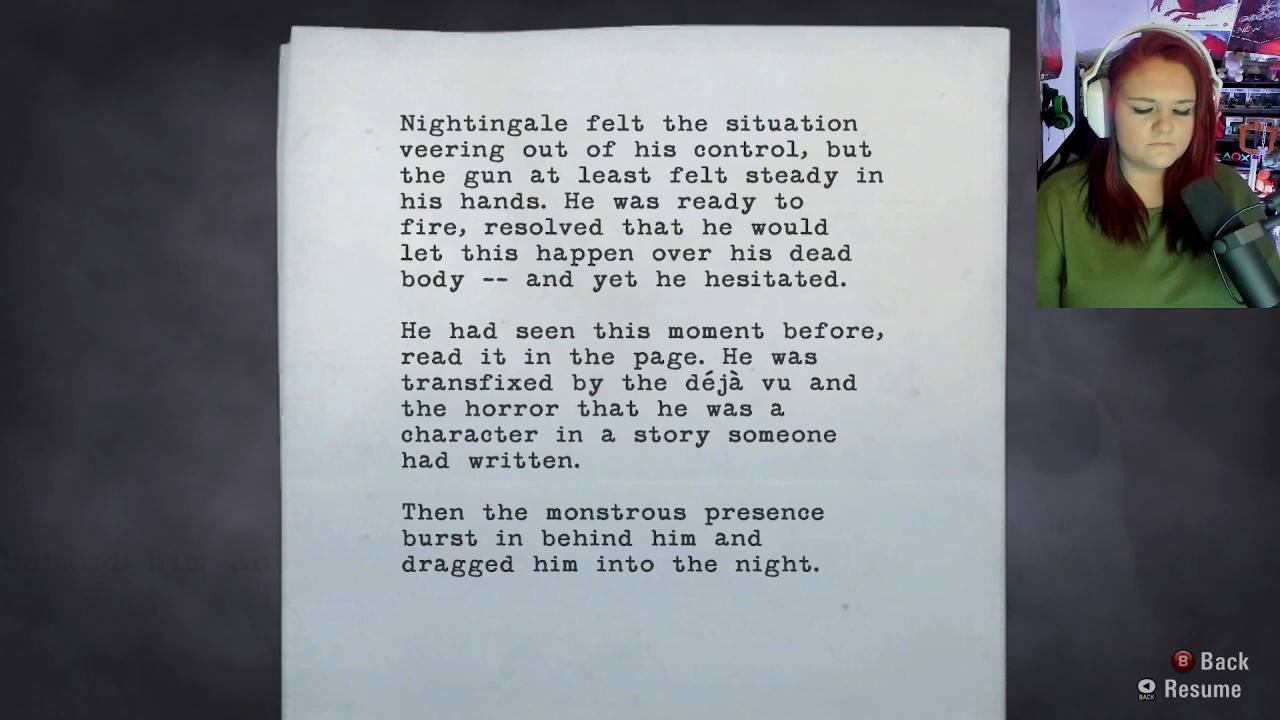 Nightingale felt the situation
veering out of his control, but
the gun at least felt steady in
his hands. He was ready to
fire, resolved that he would
let this happen over his dead
body -- and yet he hesitated.
He had seen this moment before,
read it in the page. He was
transfixed by the déjà vu and
the horror that he was a
character in a story someone
had written.
Then the monstrous presence
burst in behind him and
dragged him into the night.
behind him an
B Back
BACK Resume